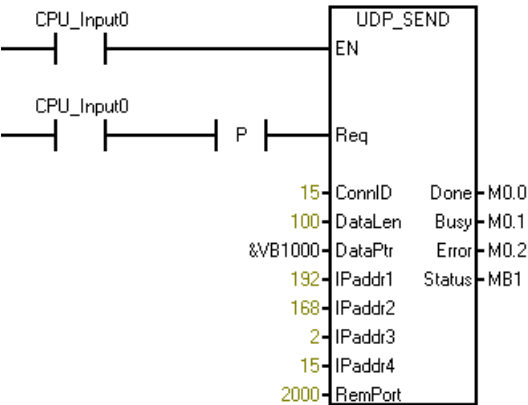 CPU_Input0 UDP_SEND
EN
CPU_Input0
P Req
15 ConnID Done M0.0
100 DataLen Busy M0.1
&VB1000 DataPtr Error M0.2
192 IPaddr1 Status MB1
168 IPaddr2
2 IPaddr3
15 IPaddr4
2000 RemPort